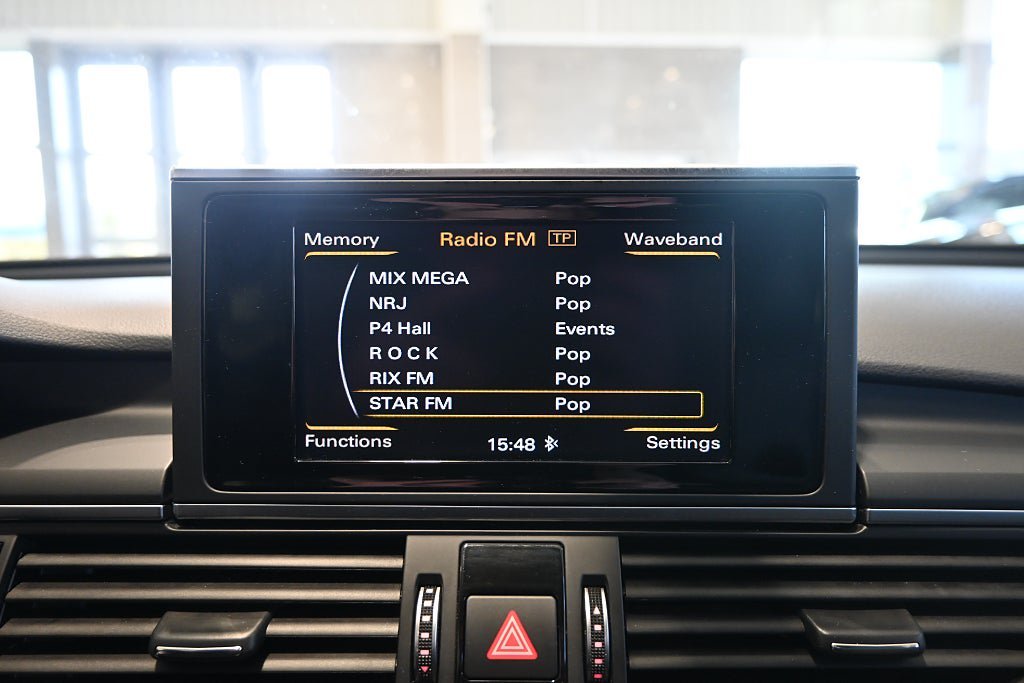 Memory Radio FM TP Waveband
MIX MEGA Pop
NRJ Pop
P4 Hall Events
R O C K Pop
RIX FM Pop
STAR FM Pop
Functions 15:48 Settings